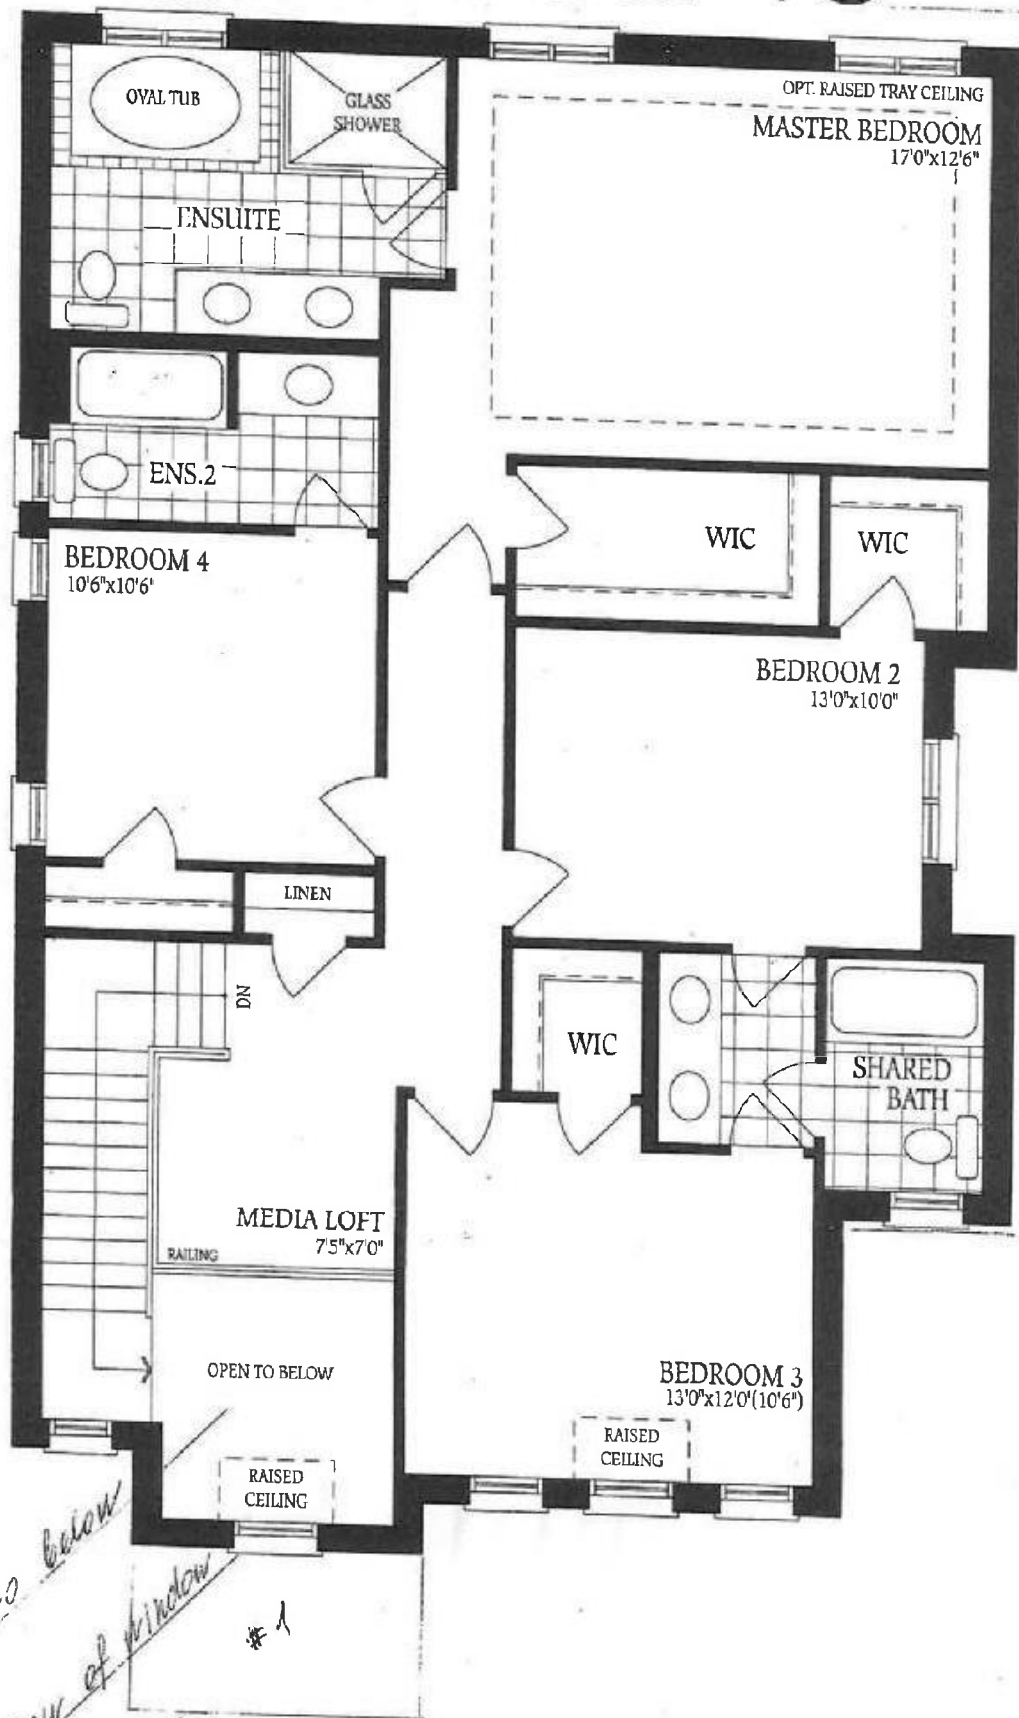 OPT. RAISED TRAY CEILING
MASTER BEDROOM
17'0"x12'6"
OVAL TUB
GLASS
SHOWER
ENSUITE
ENS.2
WIC
WIC
BEDROOM 4
10'6"x10'6"
BEDROOM 2
13'0"x10'0"
LINEN
DN
WIC
SHARED
BATH
MEDIA LOFT
7'5"x7'0"
RAILING
OPEN TO BELOW
BEDROOM 3
13'0"x12'0"(10'6")
RAISED
CEILING
RAISED
CEILING
below
of window
#1